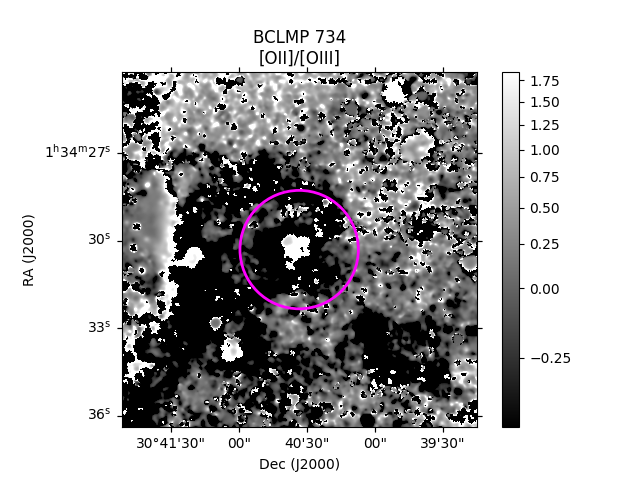 BCLMP 734
[OII]/[OIII]
1h34m27s
30s
33s
36s
RA (J2000)
30°41'30" 00" 40'30" 00" 39'30"
Dec (J2000)
1.75
1.50
1.25
1.00
0.75
0.50
0.25
0.00
−0.25